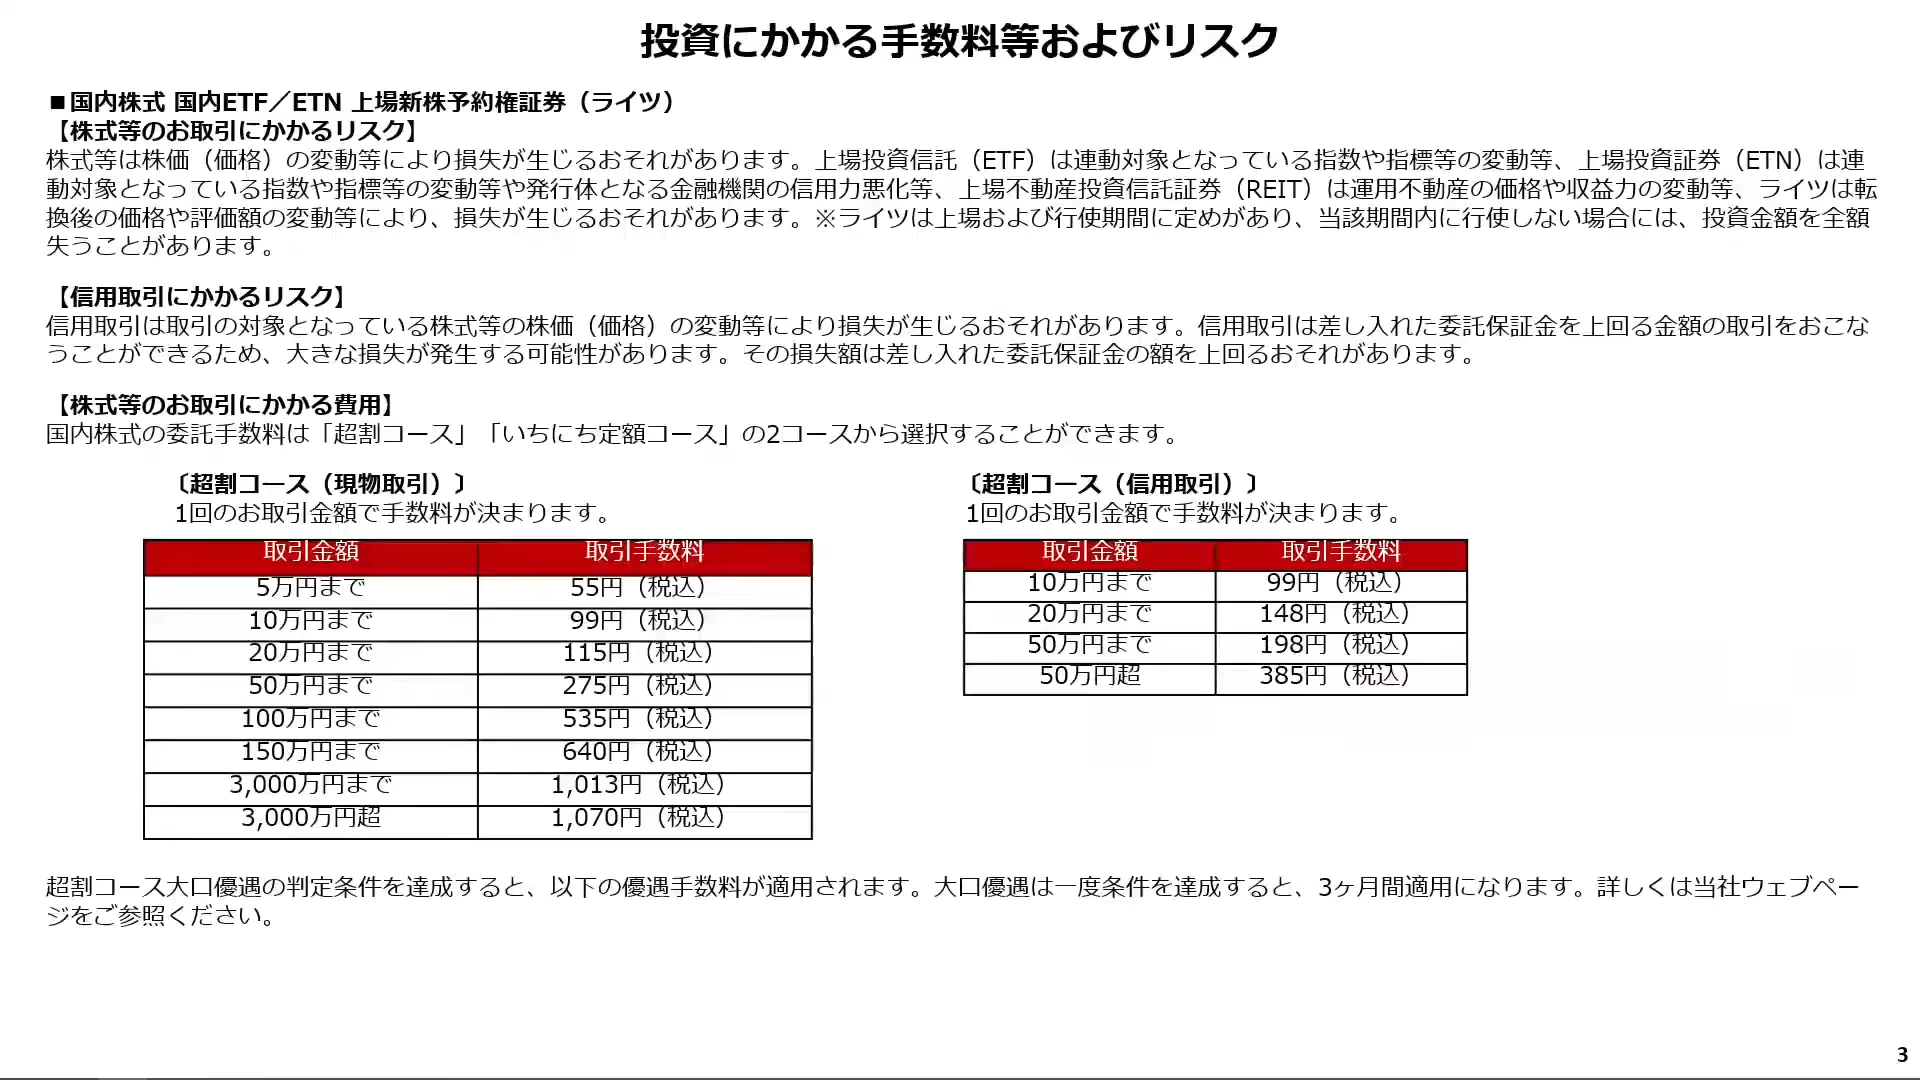 投資にかかる手数料等およびリスク
■国内株式 国内ETF／ETN 上場新株予約権証券（ライツ）
【株式等のお取引にかかるリスク】
株式等は株価（価格）の変動等により損失が生じるおそれがあります。上場投資信託（ETF）は連動対象となっている指数や指標等の変動等、上場投資証券（ETN）は連
動対象となっている指数や指標等の変動等や発行体となる金融機関の信用力悪化等、上場不動産投資信託証券（REIT）は運用不動産の価格や収益力の変動等、ライツは転
換後の価格や評価額の変動等により、損失が生じるおそれがあります。※ライツは上場および行使期間に定めがあり、当該期間内に行使しない場合には、投資金額を全額
失うことがあります。
【信用取引にかかるリスク】
信用取引は取引の対象となっている株式等の株価（価格）の変動等により損失が生じるおそれがあります。信用取引は差し入れた委託保証金を上回る金額の取引をおこな
うことができるため、大きな損失が発生する可能性があります。その損失額は差し入れた委託保証金の額を上回るおそれがあります。
【株式等のお取引にかかる費用】
国内株式の委託手数料は「超割コース」「いちにち定額コース」の2コースから選択することができます。
〔超割コース（現物取引）〕
1回のお取引金額で手数料が決まります。
取引金額 取引手数料
5万円まで 55円（税込）
10万円まで 99円（税込）
20万円まで 115円（税込）
50万円まで 275円（税込）
100万円まで 535円（税込）
150万円まで 640円（税込）
3,000万円まで 1,013円（税込）
3,000万円超 1,070円（税込）
〔超割コース（信用取引）〕
1回のお取引金額で手数料が決まります。
取引金額 取引手数料
10万円まで 99円（税込）
20万円まで 148円（税込）
50万円まで 198円（税込）
50万円超 385円（税込）
超割コース大口優遇の判定条件を達成すると、以下の優遇手数料が適用されます。大口優遇は一度条件を達成すると、3ヶ月間適用になります。詳しくは当社ウェブペー
ジをご参照ください。
3